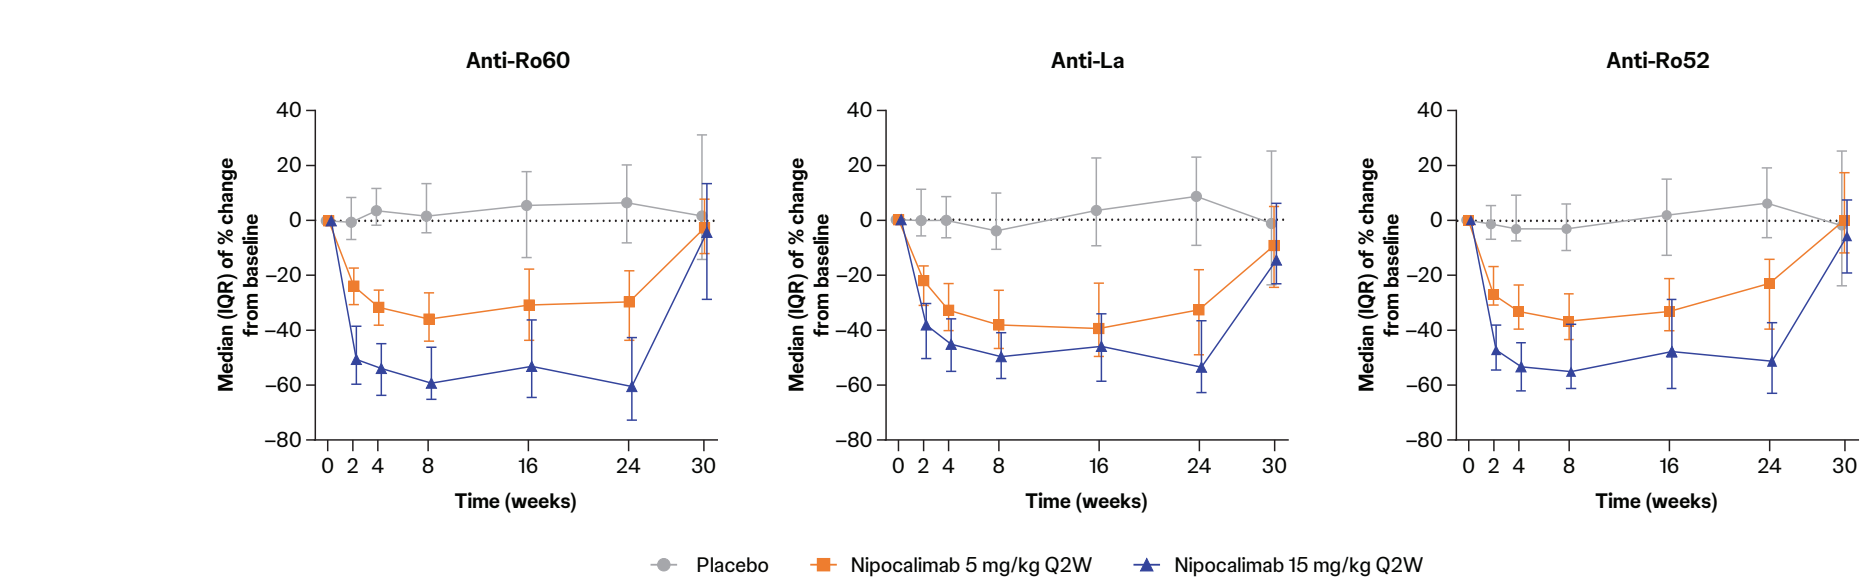 Anti-Ro60
Median (IQR) of % change
from baseline
40
20
0
−20
−40
−60
−80
0 2 4 8 16 24 30
Time (weeks)
Anti-La
Median (IQR) of % change
from baseline
40
20
0
−20
−40
−60
−80
0 2 4 8 16 24 30
Time (weeks)
Anti-Ro52
Median (IQR) of % change
from baseline
40
20
0
−20
−40
−60
−80
0 2 4 8 16 24 30
Time (weeks)
Placebo Nipocalimab 5 mg/kg Q2W Nipocalimab 15 mg/kg Q2W